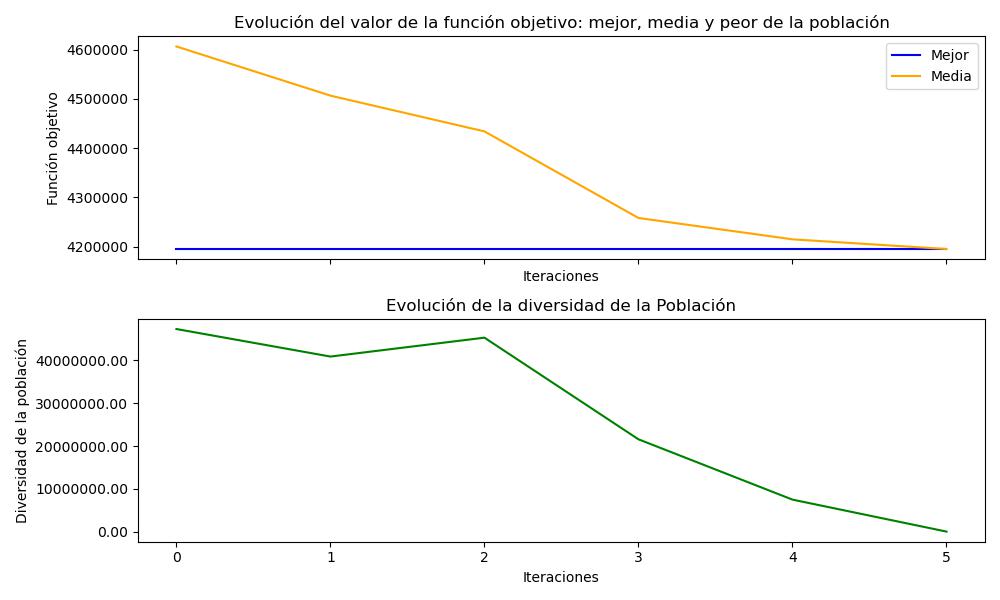 Evolución del valor de la función objetivo: mejor, media y peor de la población
4600000
4500000
4400000
4300000
4200000
Función objetivo
Mejor
Media
Iteraciones
Evolución de la diversidad de la Población
40000000.00
30000000.00
20000000.00
10000000.00
0.00
Diversidad de la población
0 1 2 3 4 5
Iteraciones